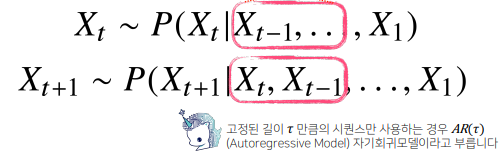 X_t ∼ P(X_t|X_{t−1}, …, X_1)
X_{t+1} ∼ P(X_{t+1}|X_t, X_{t−1}, …, X_1)
고정된 길이 τ 만큼의 시퀀스만 사용하는 경우 AR(τ)
(Autoregressive Model) 자기회귀모델이라고 부릅니다